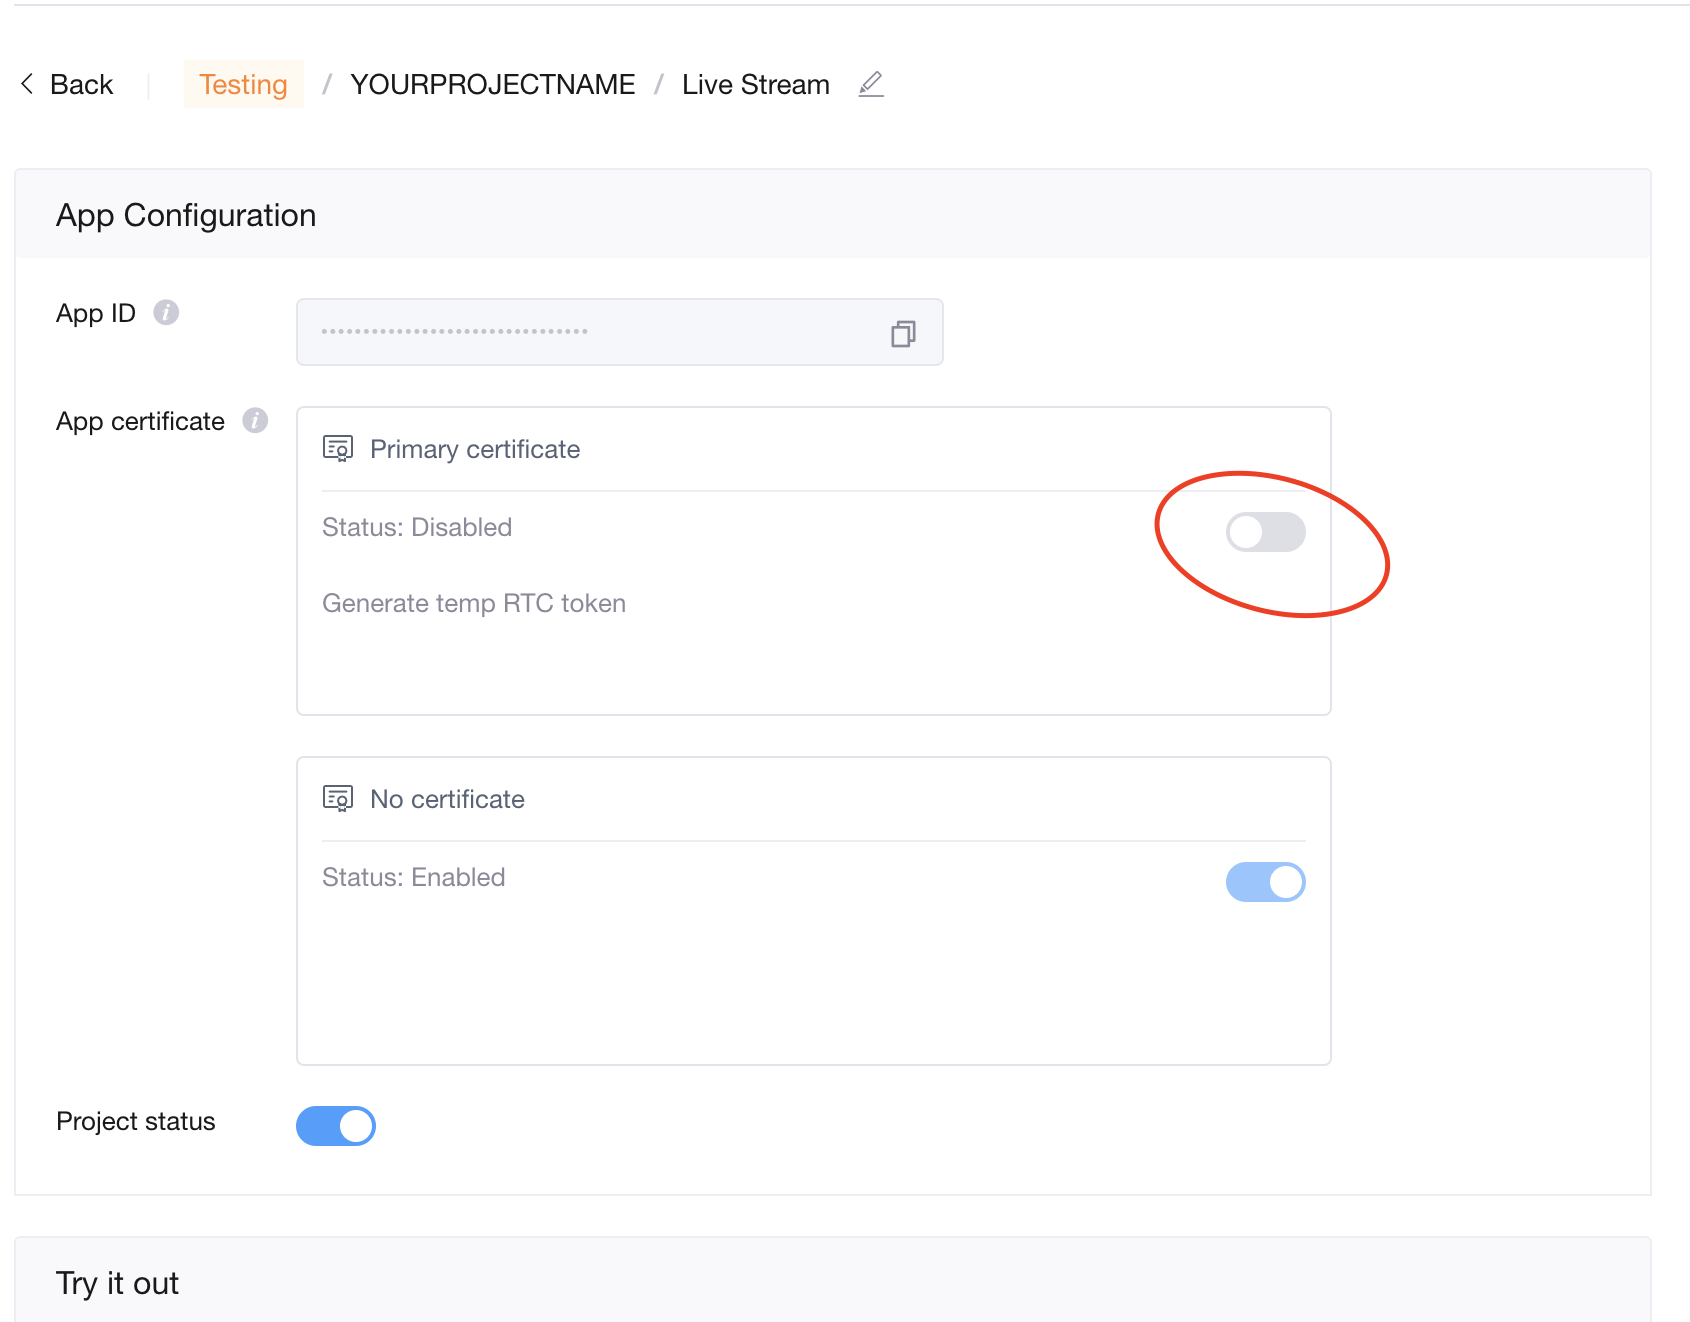 Back Testing / YOURPROJECTNAME / Live Stream
App Configuration
App ID
App certificate
Primary certificate
Status: Disabled
Generate temp RTC token
No certificate
Status: Enabled
Project status
Try it out